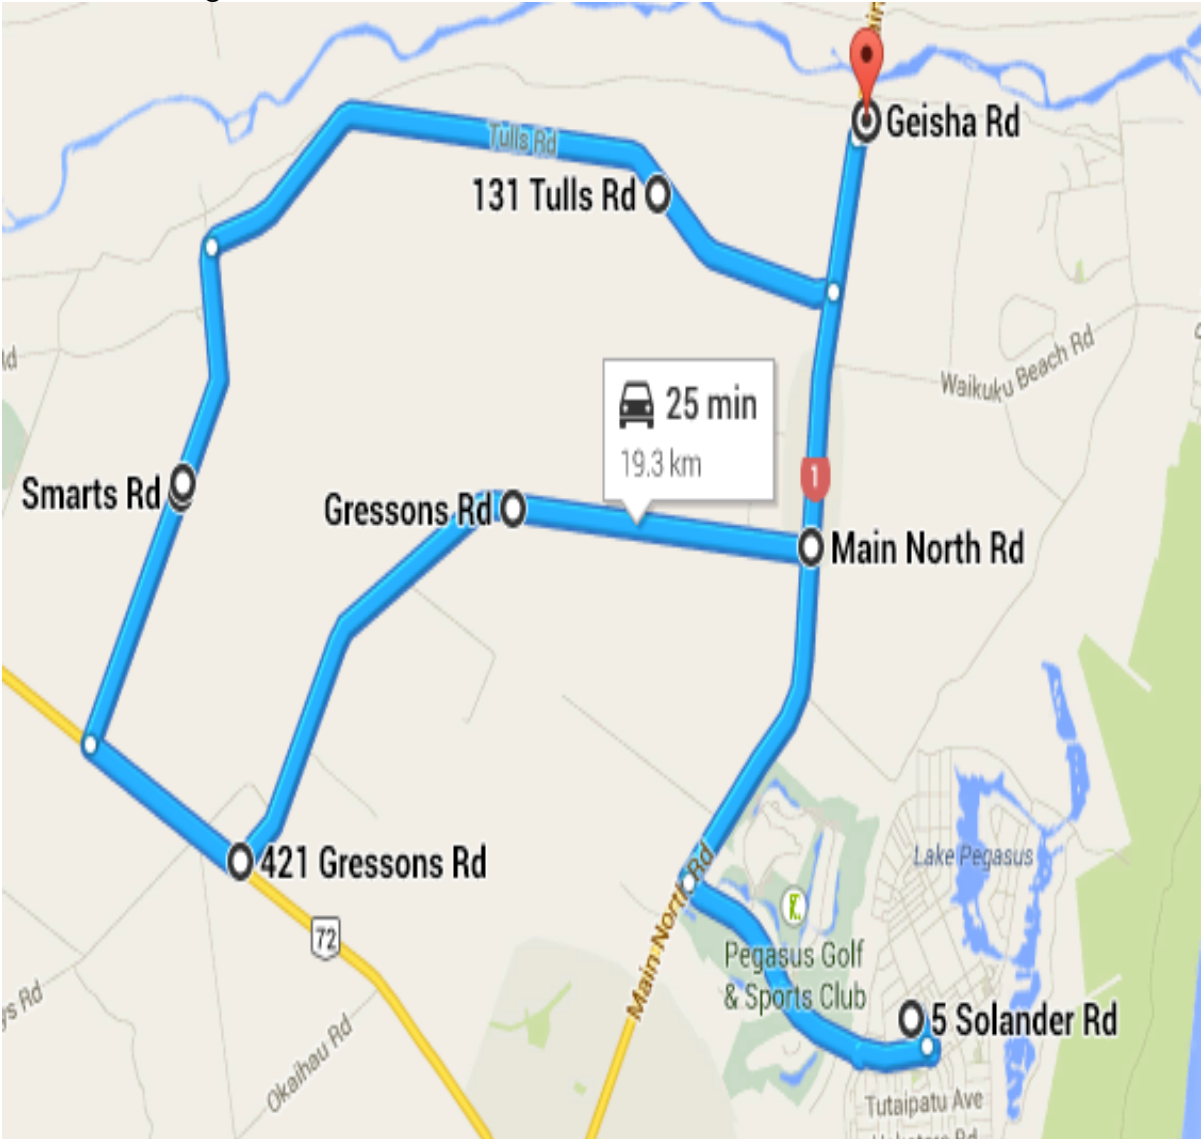 Geisha Rd
Tulls Rd
131 Tulls Rd
Waikuku Beach Rd
25 min
19.3 km
1
Smarts Rd
Gressons Rd
Main North Rd
421 Gressons Rd
Lake Pegasus
72
Main North Rd
Pegasus Golf
& Sports Club
5 Solander Rd
Okaihau Rd
Tutaipatu Ave